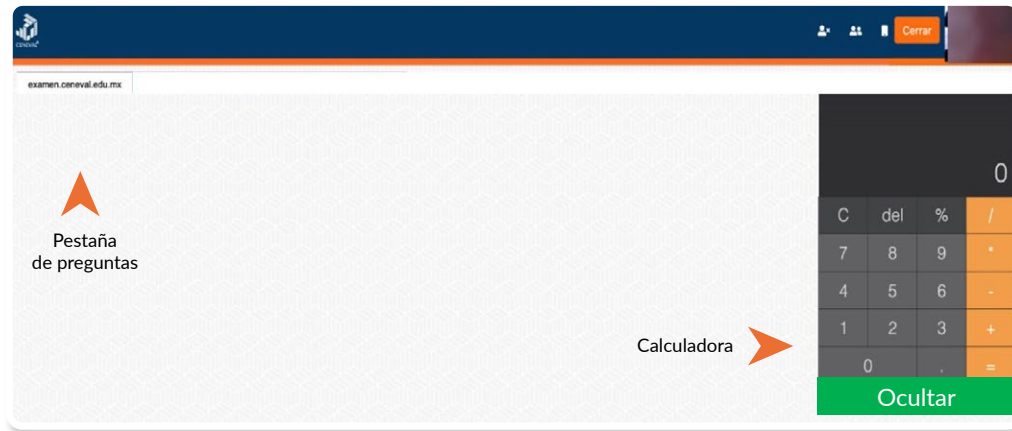 CENEVAL®
Cerrar
examen.ceneval.edu.mx
0
C del % /
7 8 9 *
4 5 6 -
1 2 3 +
0 . =
Ocultar
Pestaña
de preguntas
Calculadora